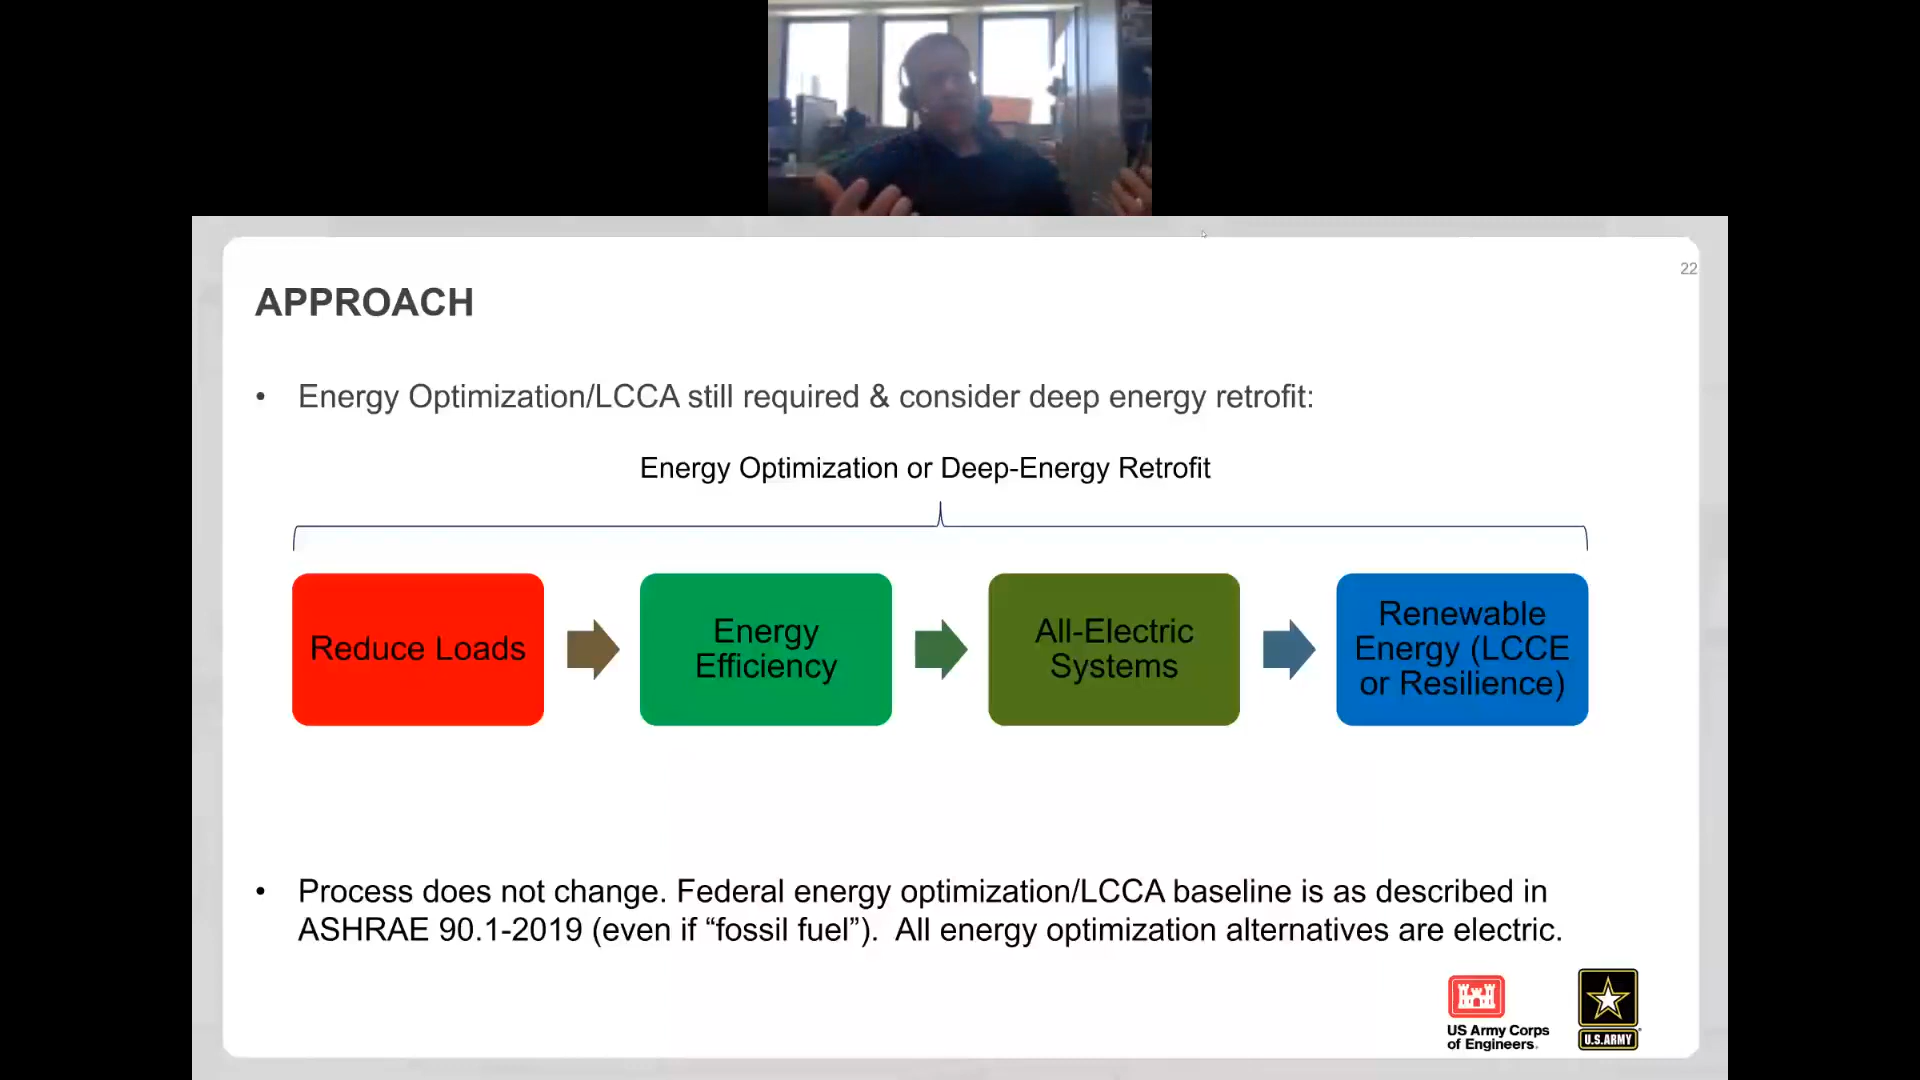 22
APPROACH
• Energy Optimization/LCCA still required & consider deep energy retrofit:
Energy Optimization or Deep-Energy Retrofit
Reduce Loads
Energy
Efficiency
All-Electric
Systems
Renewable
Energy (LCCE
or Resilience)
• Process does not change. Federal energy optimization/LCCA baseline is as described in
ASHRAE 90.1-2019 (even if “fossil fuel”). All energy optimization alternatives are electric.
US Army Corps
of Engeineers.
U.S.ARMY